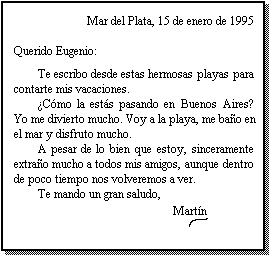 Mar del Plata, 15 de enero de 1995
Querido Eugenio:
Te escribo desde estas hermosas playas para
contarte mis vacaciones.
¿Cómo la estás pasando en Buenos Aires?
Yo me divierto mucho. Voy a la playa, me baño en
el mar y disfruto mucho.
A pesar de lo bien que estoy, sinceramente
extraño mucho a todos mis amigos, aunque dentro
de poco tiempo nos volveremos a ver.
Te mando un gran saludo,
Martín